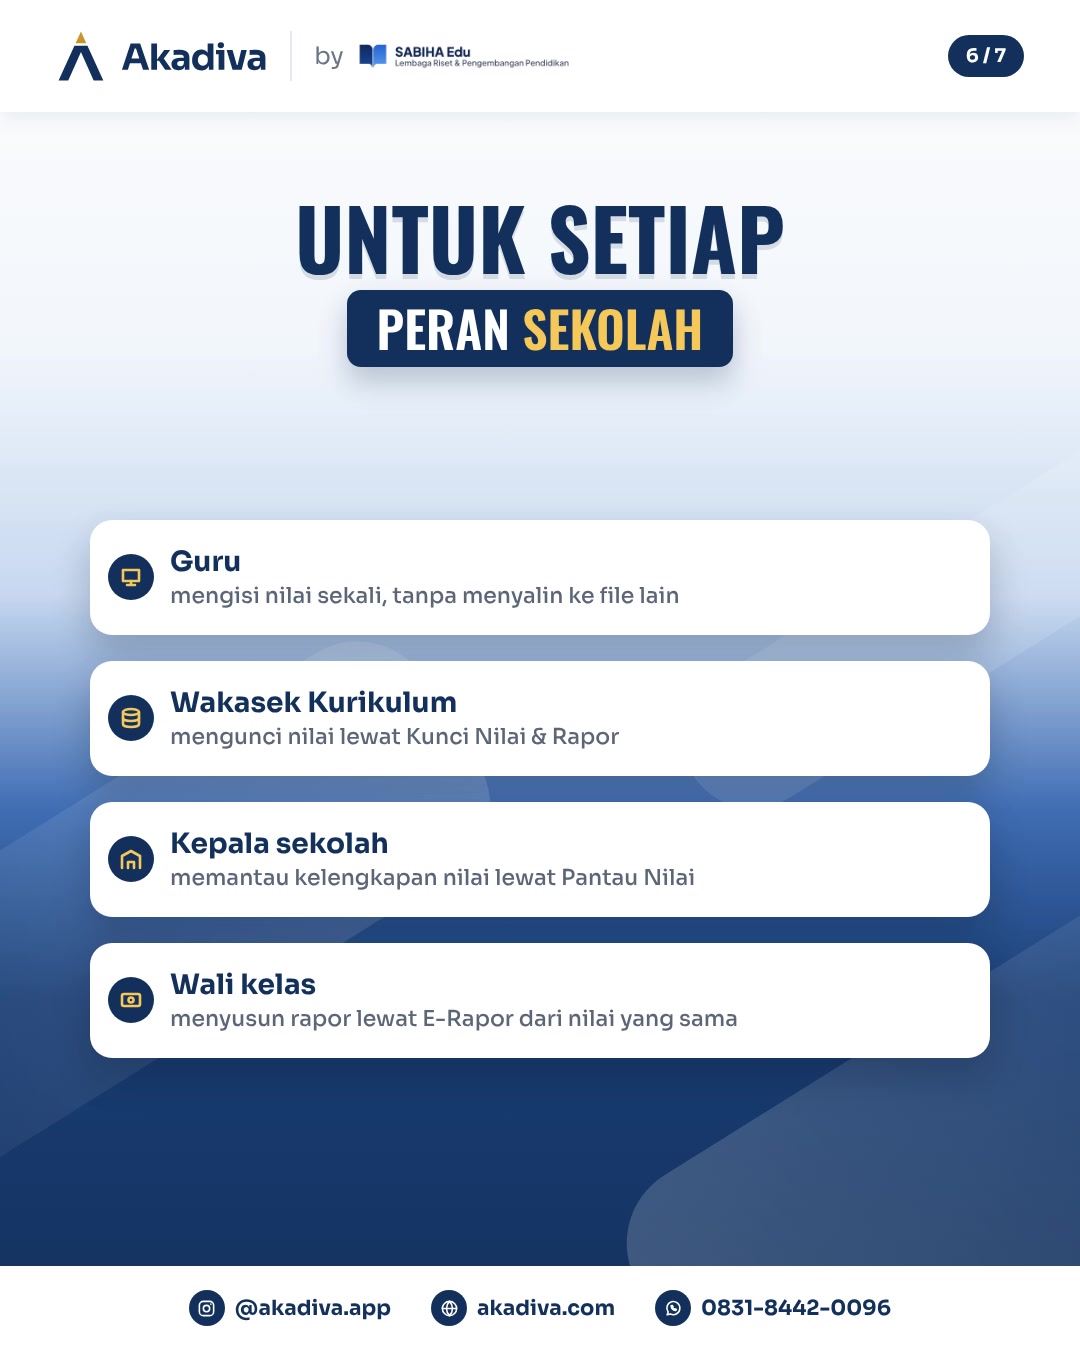 Akadiva
by
SABIHA Edu
Lembaga Riset & Pengembangan Pendidikan
6 / 7
UNTUK SETIAP
PERAN SEKOLAH
Guru
mengisi nilai sekali, tanpa menyalin ke file lain
Wakasek Kurikulum
mengunci nilai lewat Kunci Nilai & Rapor
Kepala sekolah
memantau kelengkapan nilai lewat Pantau Nilai
Wali kelas
menyusun rapor lewat E-Rapor dari nilai yang sama
@akadiva.app
akadiva.com
0831-8442-0096